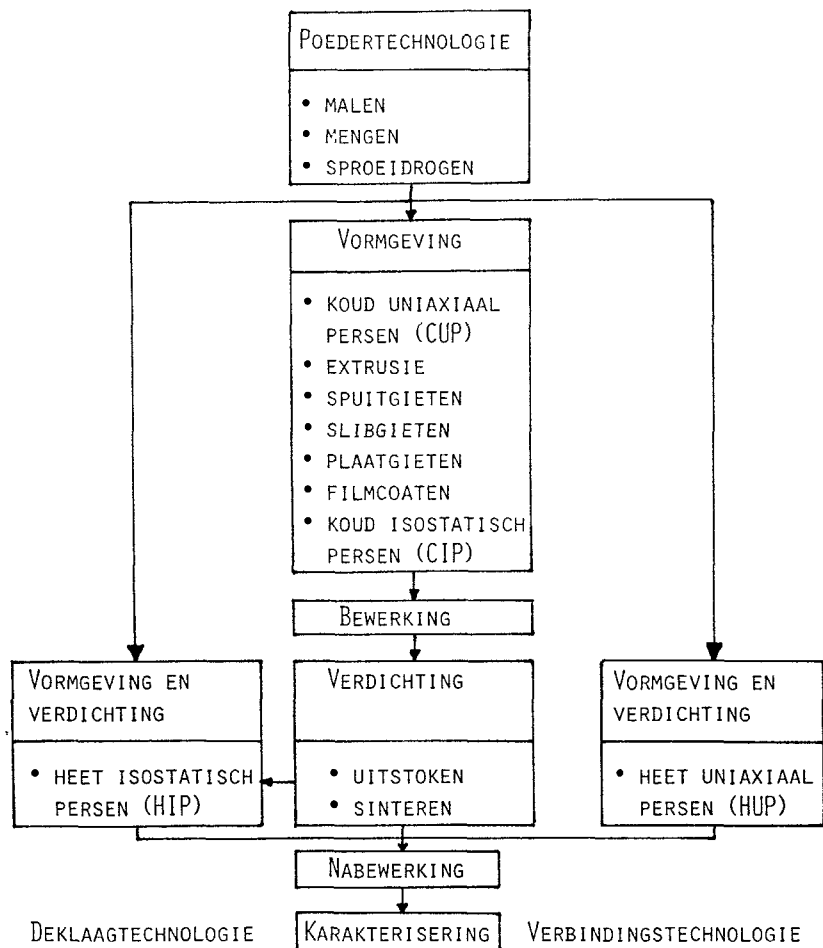 POEDERTECHNOLOGIE
• MALEN
• MENGEN
• SPROEIDROGEN
VORMGEVING
• KOUD UNIAXIAAL
PERSEN (CUP)
• EXTRUSIE
• SPUITGIETEN
• SLIBGIETEN
• PLAATGIETEN
• FILMCOATEN
• KOUD ISOSTATISCH
PERSEN (CIP)
BEWERKING
VORMGEVING EN
VERDICHTING
• HEET ISOSTATISCH
PERSEN (HIP)
VERDICHTING
• UITSTOKEN
• SINTEREN
VORMGEVING EN
VERDICHTING
• HEET UNIAXIAAL
PERSEN (HUP)
NABEWERKING
DEKLAAGTECHNOLOGIE
KARAKTERISERING
VERBINDINGSTECHNOLOGIE